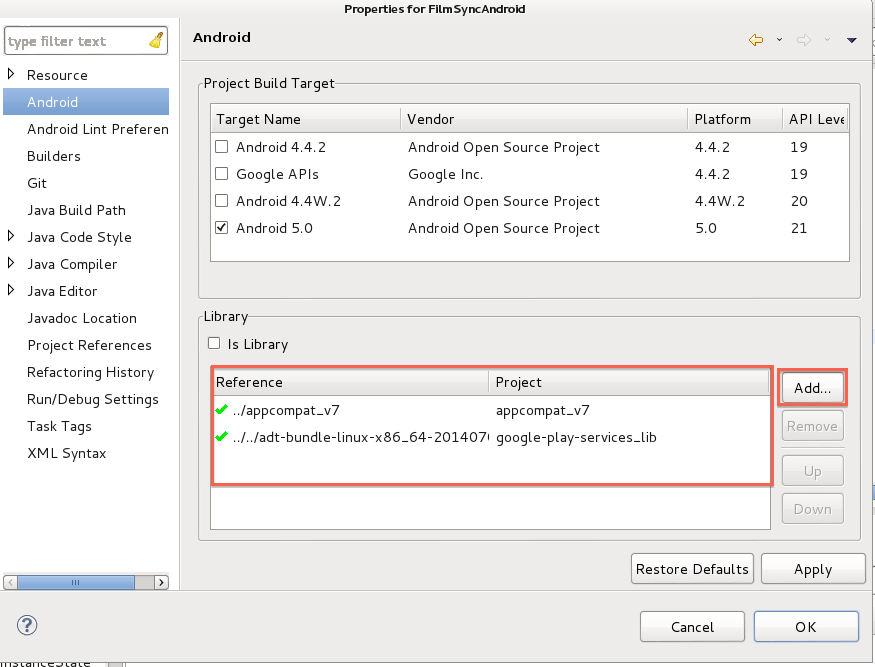 Properties for FilmSyncAndroid
type filter text
Resource
Android
Android Lint Preferen
Builders
Git
Java Build Path
Java Code Style
Java Compiler
Java Editor
Javadoc Location
Project References
Refactoring History
Run/Debug Settings
Task Tags
XML Syntax
Android
Project Build Target
Target Name Vendor Platform API Leve
Android 4.4.2 Android Open Source Project 4.4.2 19
Google APIs Google Inc. 4.4.2 19
Android 4.4W.2 Android Open Source Project 4.4W.2 20
Android 5.0 Android Open Source Project 5.0 21
Library
Is Library
Reference Project
../appcompat_v7 appcompat_v7
../../adt-bundle-linux-x86_64-2014070 google-play-services_lib
Add...
Remove
Up
Down
Restore Defaults Apply
Cancel OK
instanceState